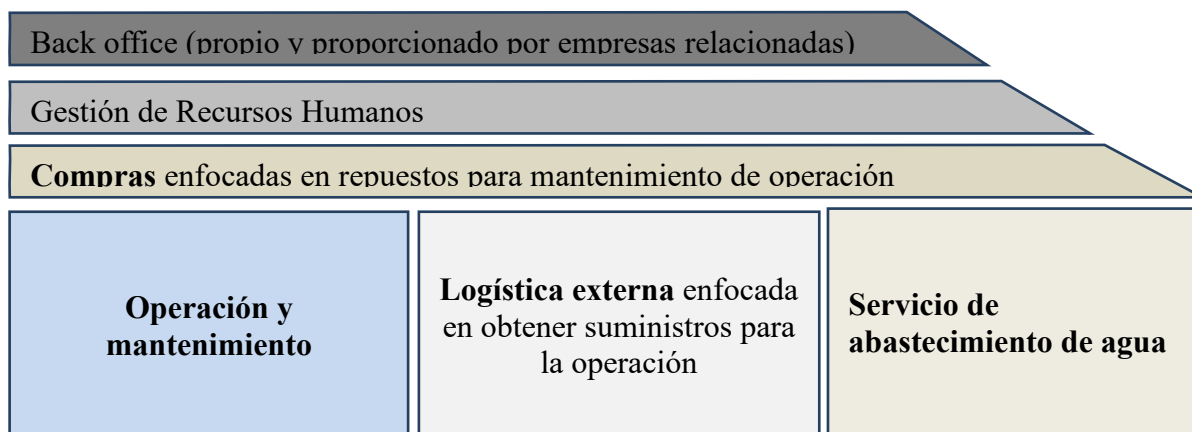 Back office (propio y proporcionado por empresas relacionadas)
Gestión de Recursos Humanos
Compras enfocadas en repuestos para mantenimiento de operación
Operación y
mantenimiento
Logística externa enfocada
en obtener suministros para
la operación
Servicio de
abastecimiento de agua